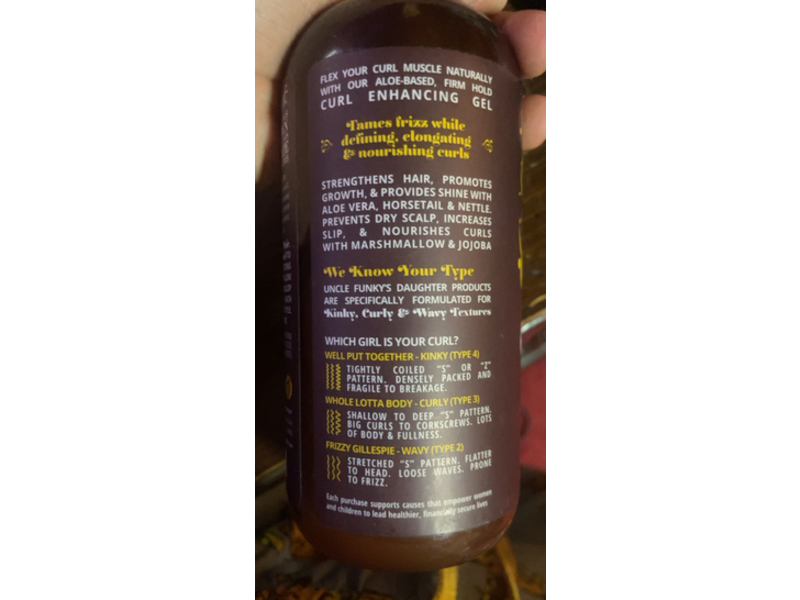 FLEX YOUR CURL MUSCLE NATURALLY
WITH OUR ALOE-BASED, FIRM HOLD
CURL ENHANCING GEL
Tames frizz while
defining, elongating
& nourishing curls
STRENGTHENS HAIR, PROMOTES
GROWTH, & PROVIDES SHINE WITH
ALOE VERA, HORSETAIL & NETTLE.
PREVENTS DRY SCALP, INCREASES
SLIP, & NOURISHES CURLS
WITH MARSHMALLOW & JOJOBA
We Know Your Type
UNCLE FUNKY'S DAUGHTER PRODUCTS
ARE SPECIFICALLY FORMULATED FOR
Kinky, Curly & Wavy Textures
WHICH GIRL IS YOUR CURL?
WELL PUT TOGETHER - KINKY (TYPE 4)
TIGHTLY COILED "S" OR "Z"
PATTERN. DENSELY PACKED AND
FRAGILE TO BREAKAGE.
WHOLE LOTTA BODY - CURLY (TYPE 3)
SHALLOW TO DEEP "S" PATTERN.
BIG CURLS TO CORKSCREWS. LOTS
OF BODY & FULLNESS.
FRIZZY GILLESPIE - WAVY (TYPE 2)
STRETCHED "S" PATTERN. FLATTER
TO HEAD. LOOSE WAVES. PRONE
TO FRIZZ.
Each purchase supports causes that empower women
and children to lead healthier, financially secure lives